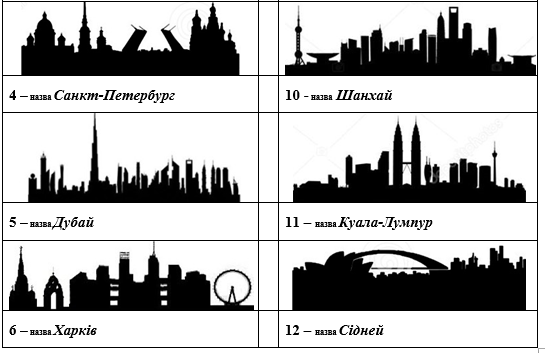 4 – назва Санкт-Петербург
10 - назва Шанхай
5 – назва Дубай
11 – назва Куала-Лумпур
6 – назва Харків
12 – назва Сідней